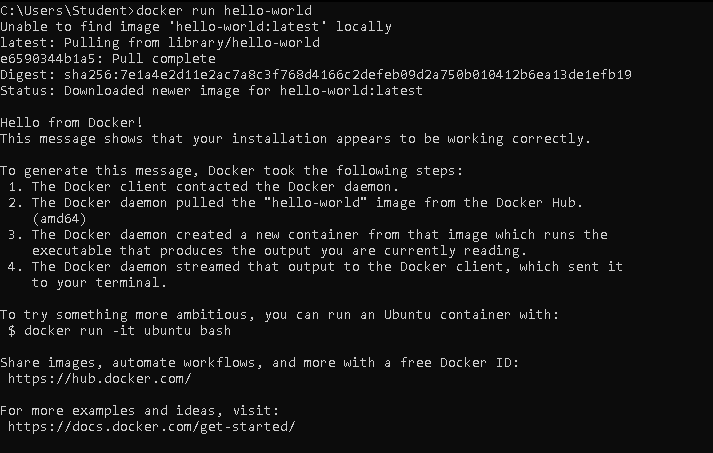 C:\Users\Student>docker run hello-world
Unable to find image 'hello-world:latest' locally
latest: Pulling from library/hello-world
e6590344b1a5: Pull complete
Digest: sha256:7e1a4e2d11e2ac7a8c3f768d4166c2defeb09d2a750b010412b6ea13de1efb19
Status: Downloaded newer image for hello-world:latest

Hello from Docker!
This message shows that your installation appears to be working correctly.

To generate this message, Docker took the following steps:
 1. The Docker client contacted the Docker daemon.
 2. The Docker daemon pulled the "hello-world" image from the Docker Hub.
    (amd64)
 3. The Docker daemon created a new container from that image which runs the
    executable that produces the output you are currently reading.
 4. The Docker daemon streamed that output to the Docker client, which sent it
    to your terminal.

To try something more ambitious, you can run an Ubuntu container with:
 $ docker run -it ubuntu bash

Share images, automate workflows, and more with a free Docker ID:
 https://hub.docker.com/

For more examples and ideas, visit:
 https://docs.docker.com/get-started/